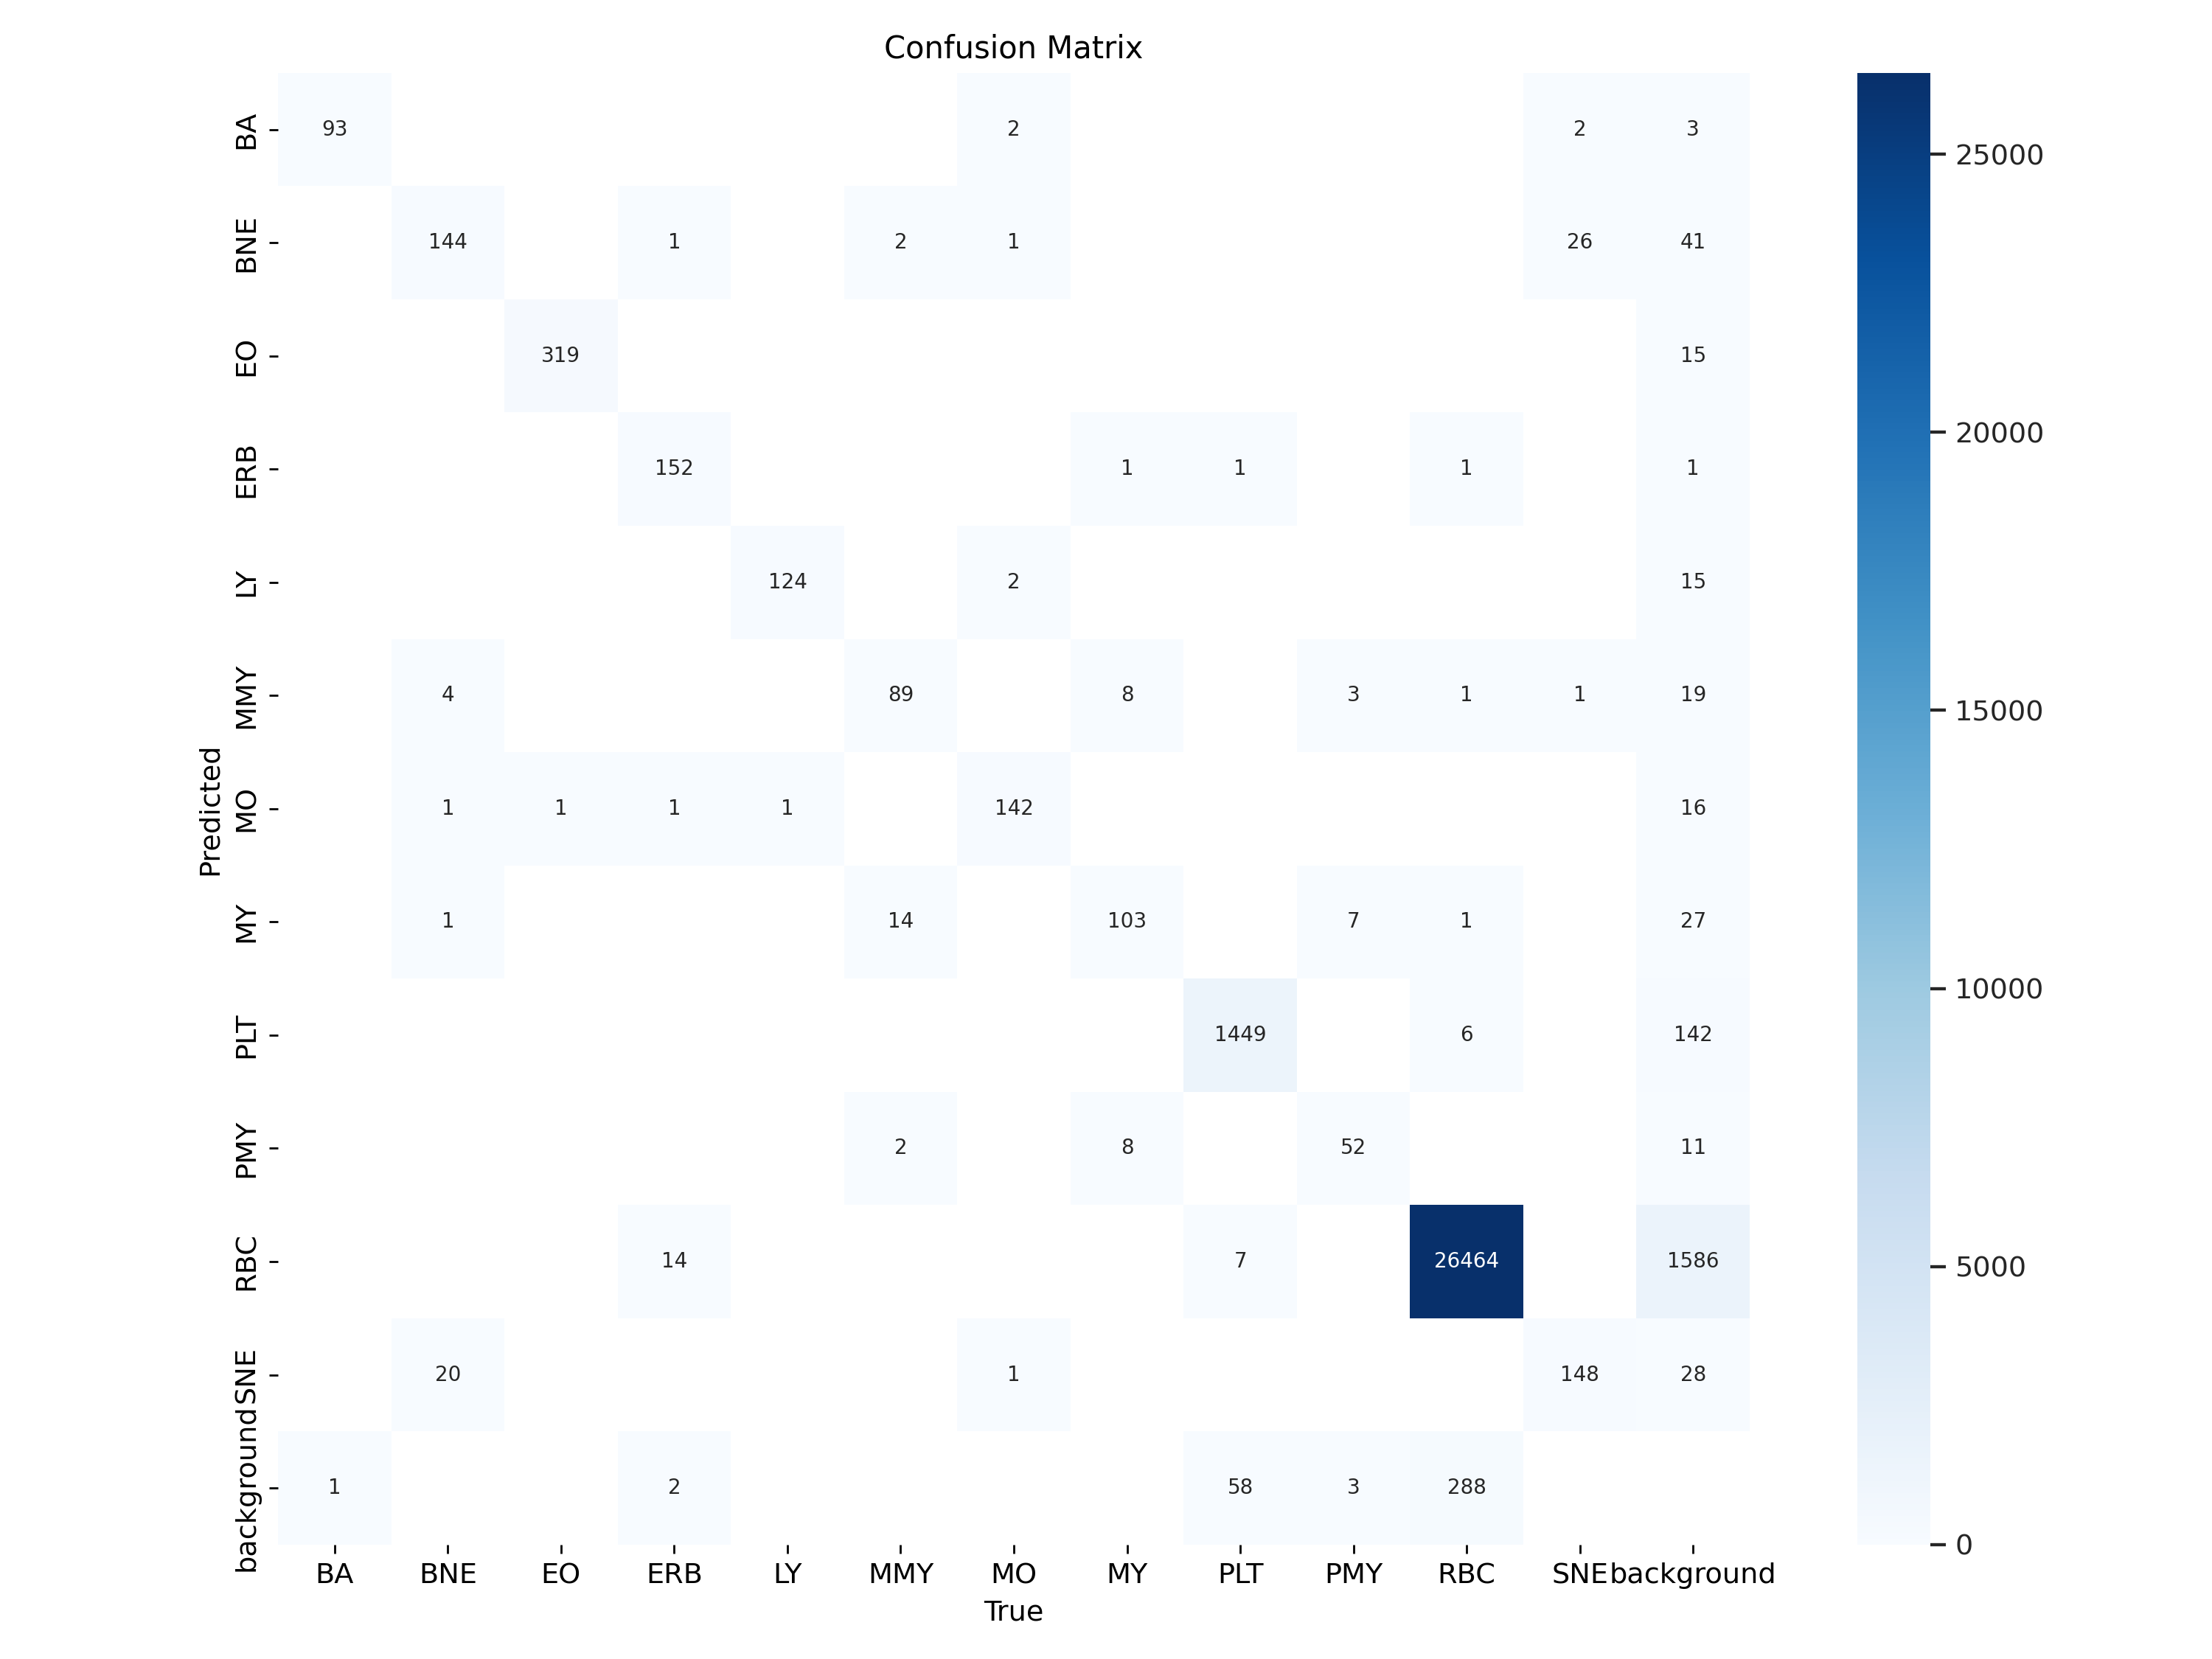 Confusion Matrix
BA 93 2 2 3
BNE 144 1 2 1 26 41
EO 319 15
ERB 152 1 1 1 1
LY 124 2 15
MMY 4 89 8 3 1 1 19
MO 1 1 1 1 142 16
MY 1 14 103 7 1 27
PLT 1449 6 142
PMY 2 8 52 11
RBC 14 7 26464 1586
SNE 20 1 148 28
background 1 2 58 3 288
Predicted
BA BNE EO ERB LY MMY MO MY PLT PMY RBC SNE background
True
25000
20000
15000
10000
5000
0